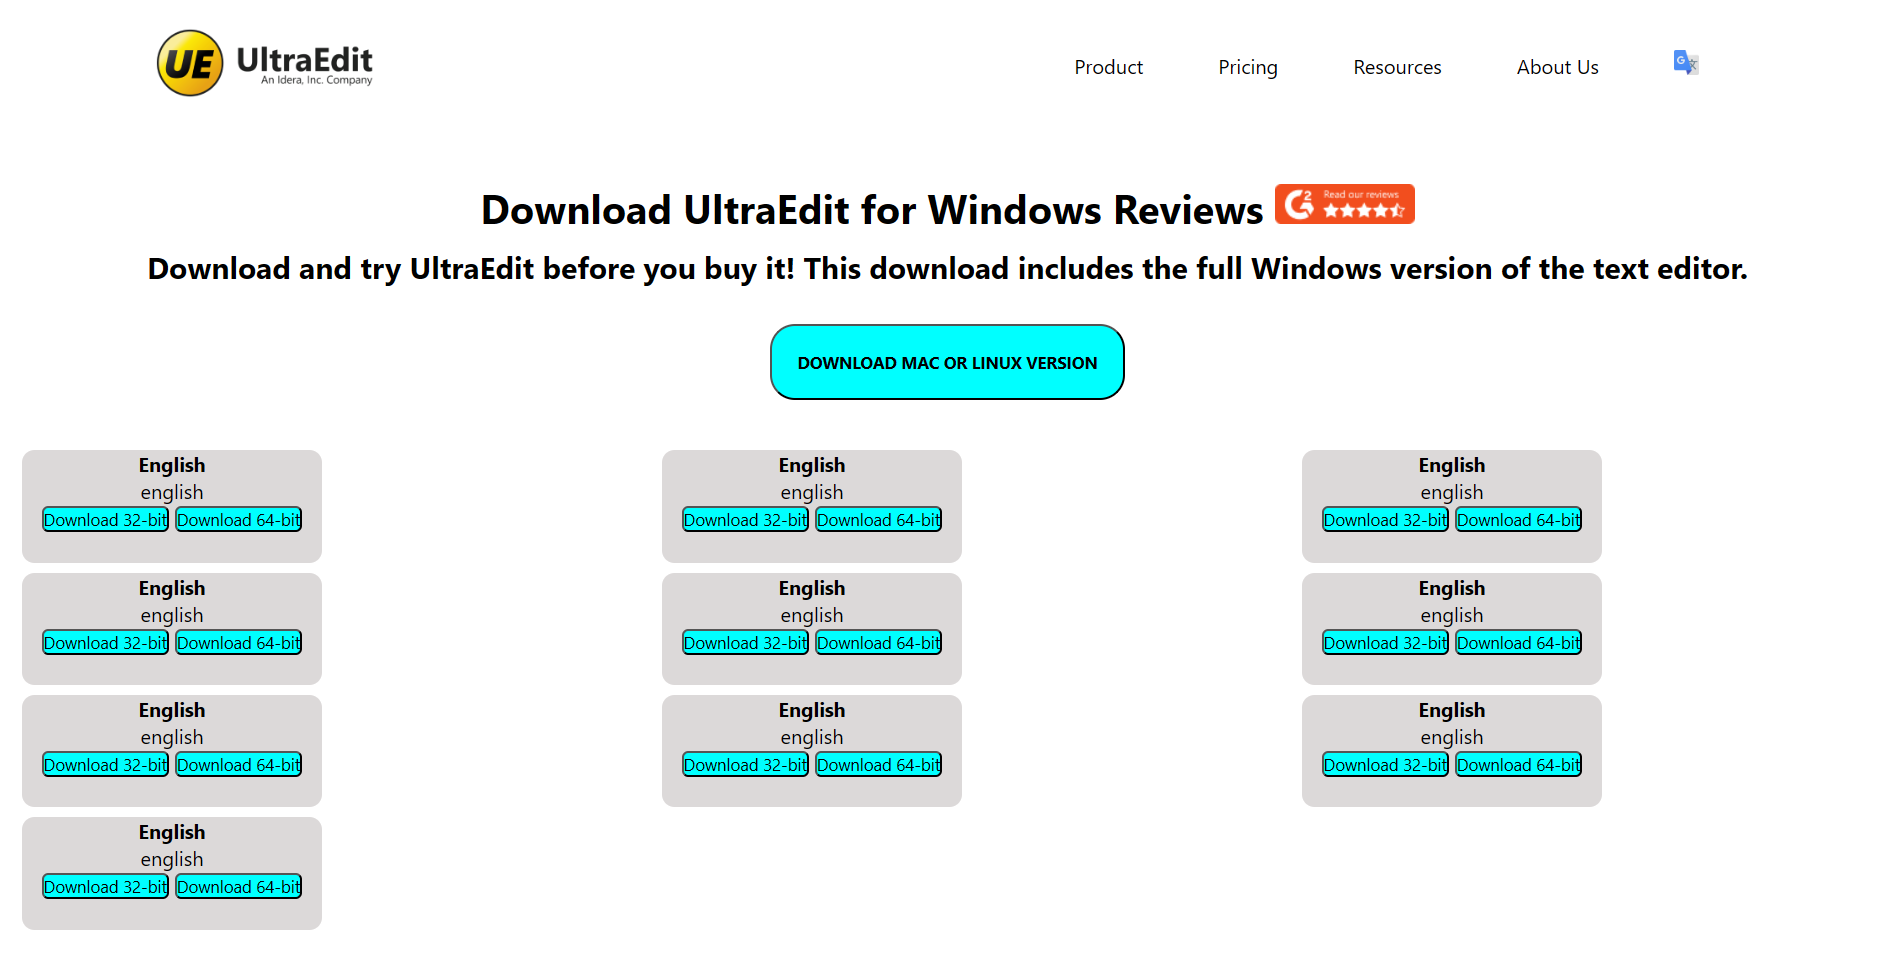 UE UltraEdit
An Idera, Inc. Company
Product Pricing Resources About Us G
Download UltraEdit for Windows Reviews
G2 Read our reviews
Download and try UltraEdit before you buy it! This download includes the full Windows version of the text editor.
DOWNLOAD MAC OR LINUX VERSION
English English English
english english english
Download 32-bit Download 64-bit Download 32-bit Download 64-bit Download 32-bit Download 64-bit
English English English
english english english
Download 32-bit Download 64-bit Download 32-bit Download 64-bit Download 32-bit Download 64-bit
English English English
english english english
Download 32-bit Download 64-bit Download 32-bit Download 64-bit Download 32-bit Download 64-bit
English
english
Download 32-bit Download 64-bit